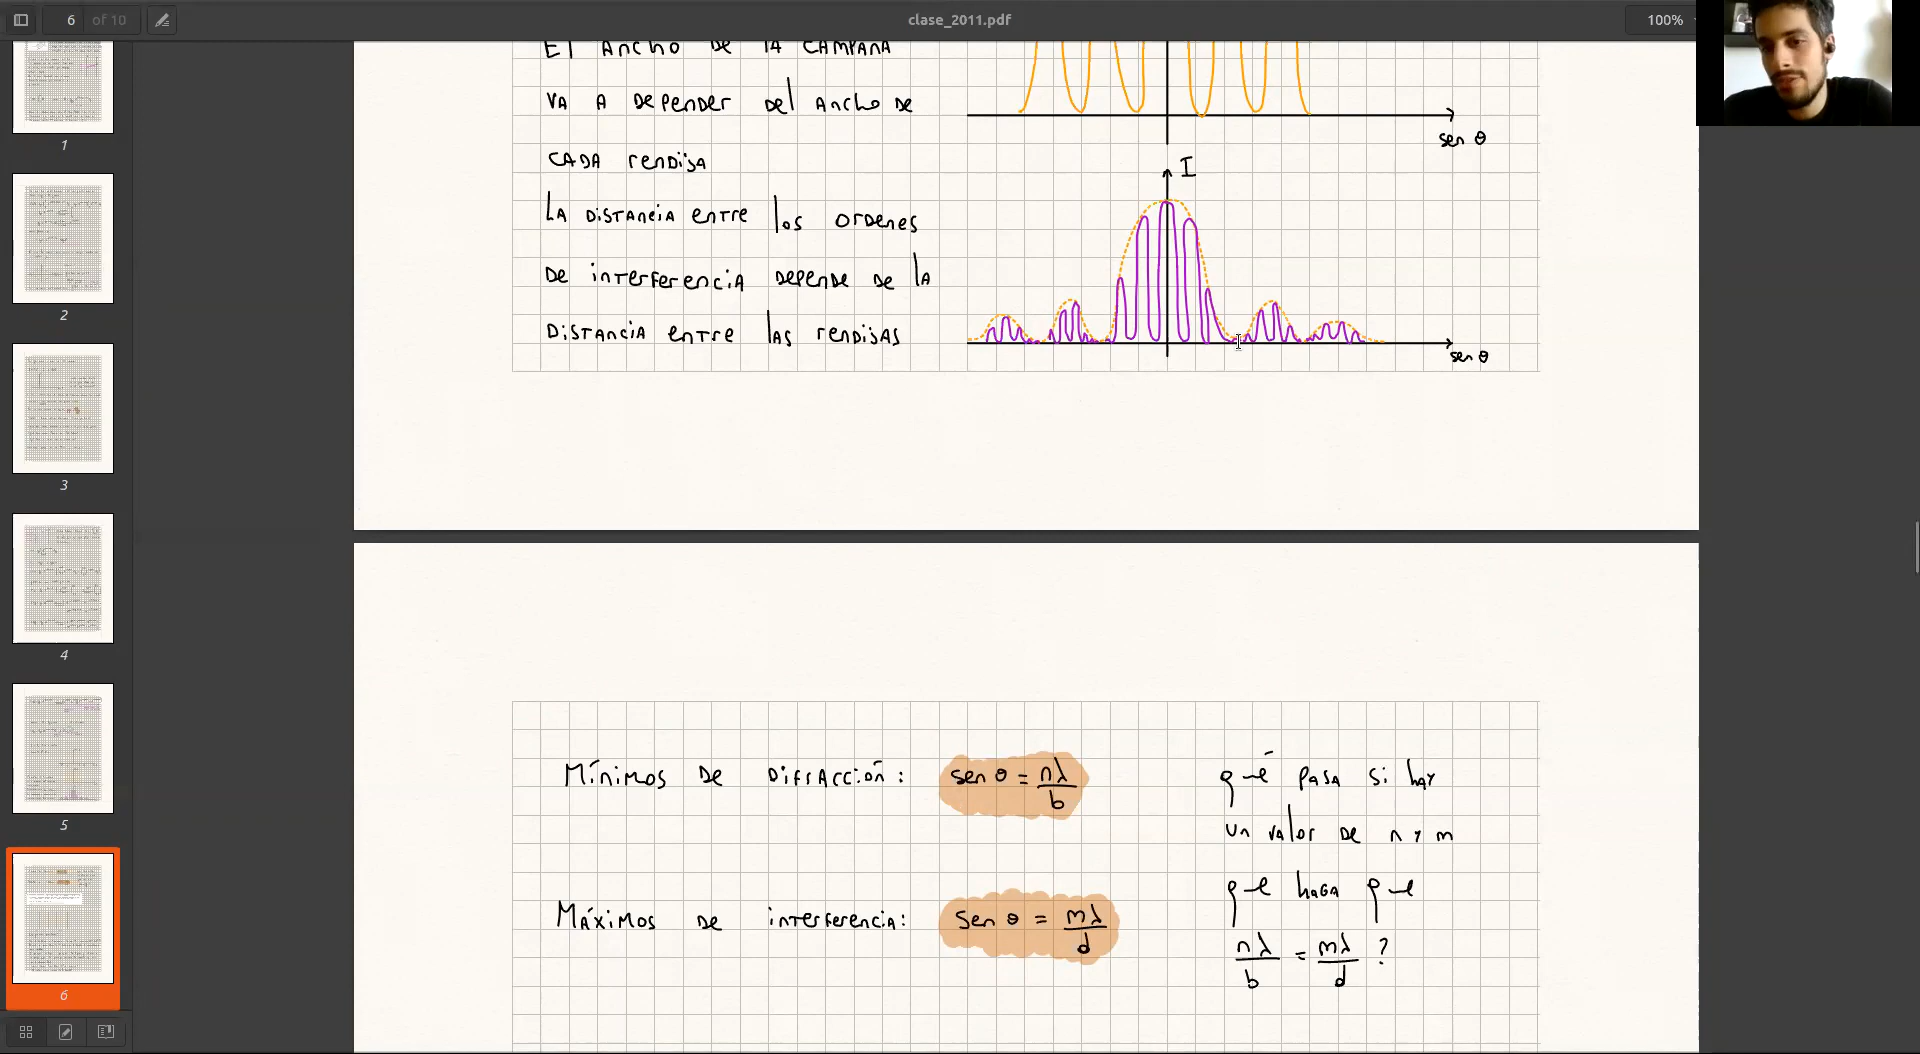 6 of 10
clase_2011.pdf
100%
1
2
3
4
5
6
El Ancho de la campana
va a depender del ancho de
cada rendija
La distancia entre los ordenes
de interferencia depende de la
distancia entre las rendijas
sen θ
I
sen θ
Mínimos de difracción: sen θ = nλ/b
Máximos de interferencia: sen θ = mλ/d
qué pasa si hay
un valor de n y m
que haga que
nλ/b = mλ/d ?